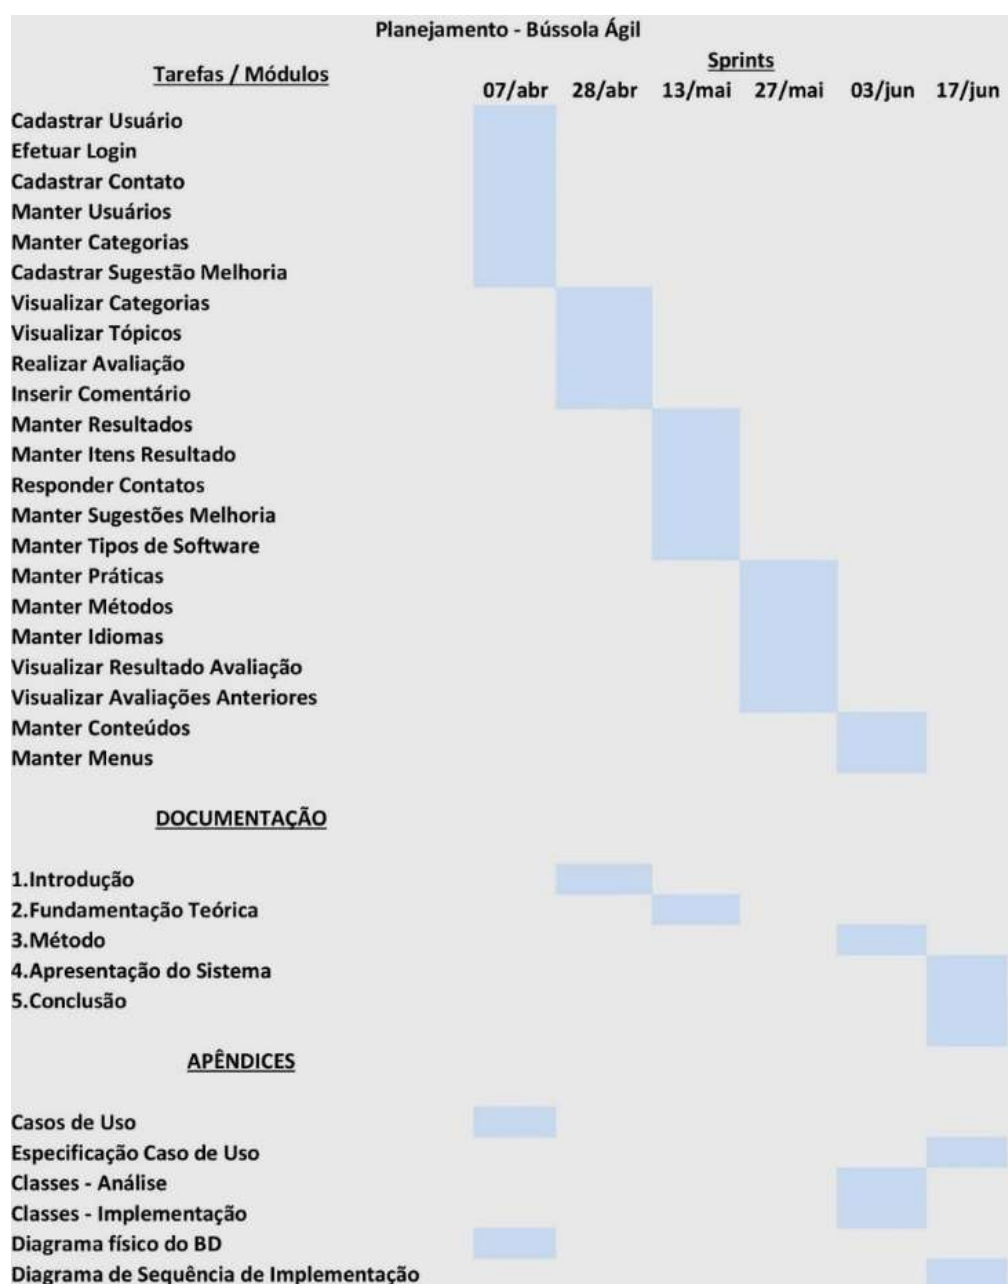 Planejamento - Bússola Ágil
Tarefas / Módulos
Sprints
07/abr 28/abr 13/mai 27/mai 03/jun 17/jun
Cadastrar Usuário
Efetuar Login
Cadastrar Contato
Manter Usuários
Manter Categorias
Cadastrar Sugestão Melhoria
Visualizar Categorias
Visualizar Tópicos
Realizar Avaliação
Inserir Comentário
Manter Resultados
Manter Itens Resultado
Responder Contatos
Manter Sugestões Melhoria
Manter Tipos de Software
Manter Práticas
Manter Métodos
Manter Idiomas
Visualizar Resultado Avaliação
Visualizar Avaliações Anteriores
Manter Conteúdos
Manter Menus
DOCUMENTAÇÃO
1.Introdução
2.Fundamentação Teórica
3.Método
4.Apresentação do Sistema
5.Conclusão
APÊNDICES
Casos de Uso
Especificação Caso de Uso
Classes - Análise
Classes - Implementação
Diagrama físico do BD
Diagrama de Sequência de Implementação